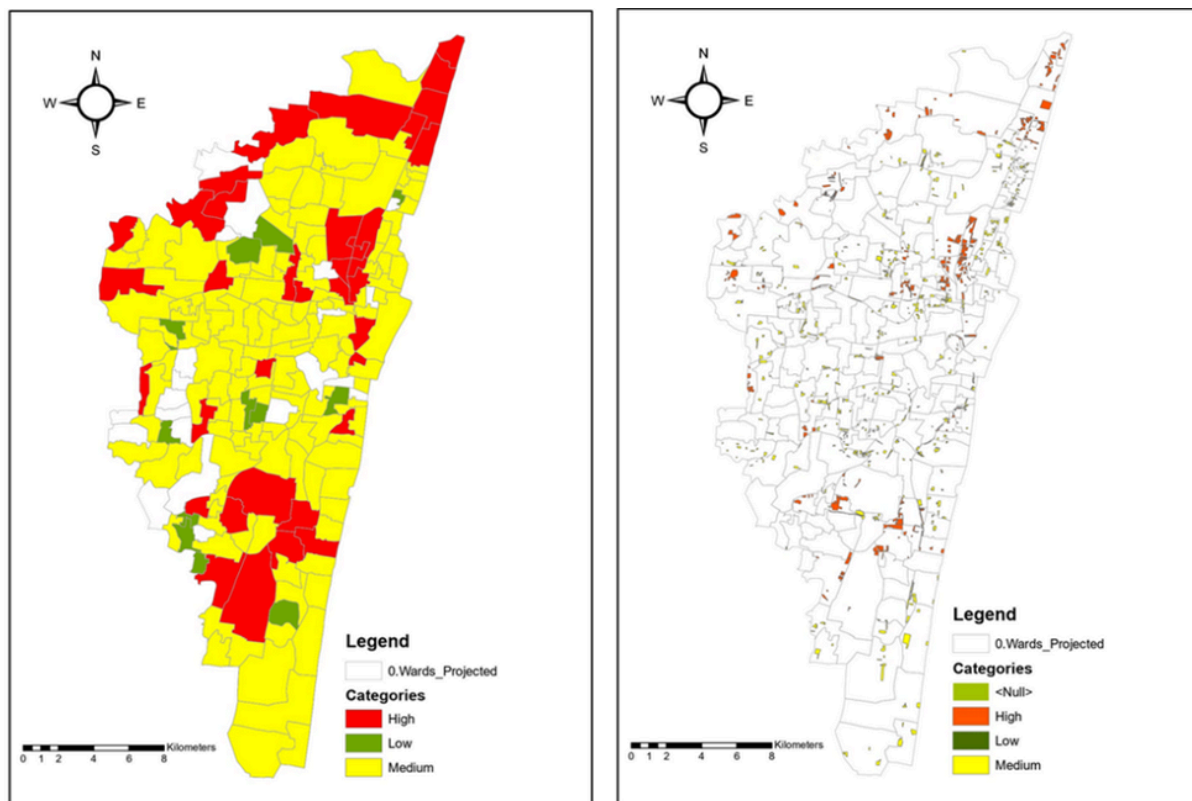 N
W E
S
Legend
0.Wards_Projected
Categories
High
Low
Medium
Kilometers
0 1 2 4 6 8
N
W E
S
Legend
0.Wards_Projected
Categories
<Null>
High
Low
Medium
Kilometers
0 1 2 4 6 8